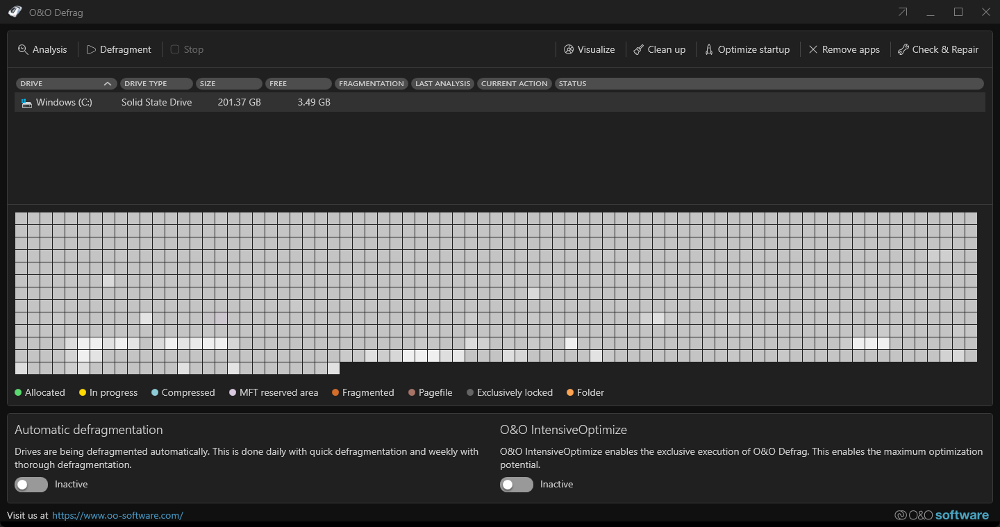 O&O Defrag
Analysis Defragment Stop Visualize Clean up Optimize startup Remove apps Check & Repair
DRIVE DRIVE TYPE SIZE FREE FRAGMENTATION LAST ANALYSIS CURRENT ACTION STATUS
Windows (C:) Solid State Drive 201.37 GB 3.49 GB
Allocated In progress Compressed MFT reserved area Fragmented Pagefile Exclusively locked Folder
Automatic defragmentation
Drives are being defragmented automatically. This is done daily with quick defragmentation and weekly with
thorough defragmentation.
Inactive
O&O IntensiveOptimize
O&O IntensiveOptimize enables the exclusive execution of O&O Defrag. This enables the maximum optimization
potential.
Inactive
Visit us at https://www.oo-software.com/
O&O software